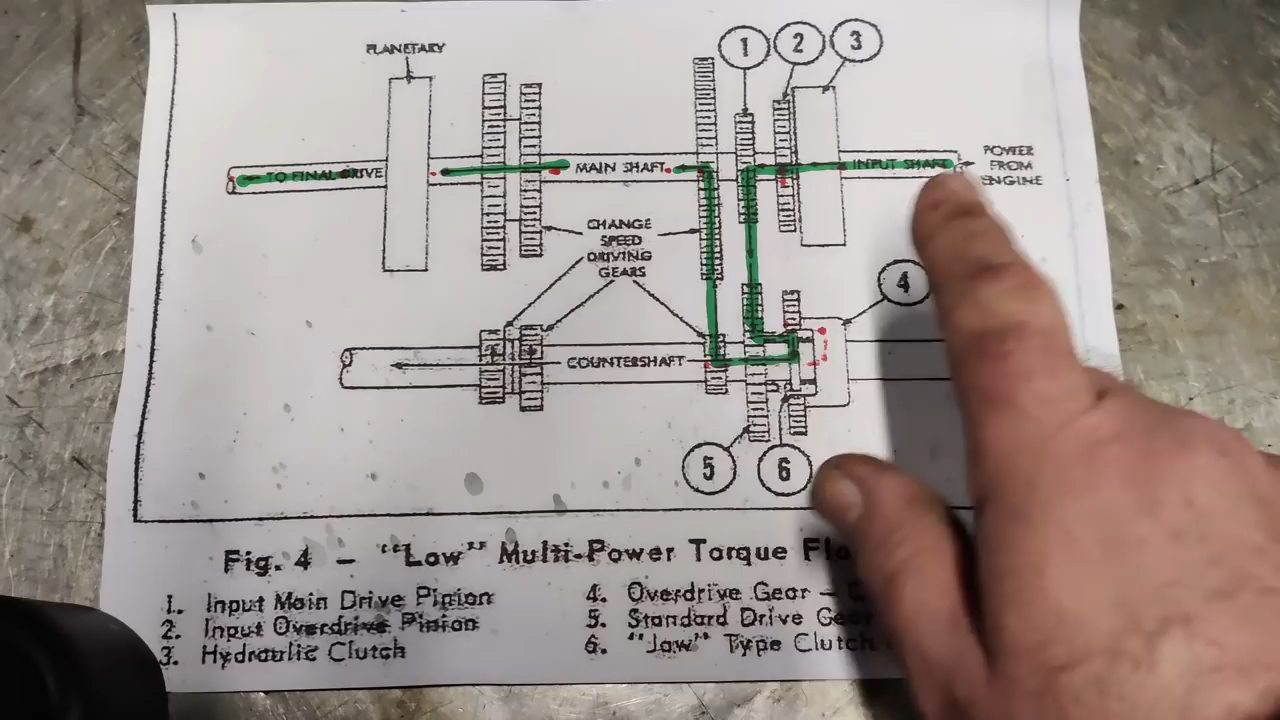 PLANETARY
1 2 3
TO FINAL DRIVE
MAIN SHAFT
INPUT SHAFT
POWER
FROM
ENGINE
CHANGE
SPEED
DRIVING
GEARS
4
COUNTERSHAFT
5 6
Fig. 4 – "Low" Multi-Power Torque
1. Input Main Drive Pinion
2. Input Overdrive Pinion
3. Hydraulic Clutch
4. Overdrive Gear –
5. Standard Drive
6. "Jaw" Type Clutch